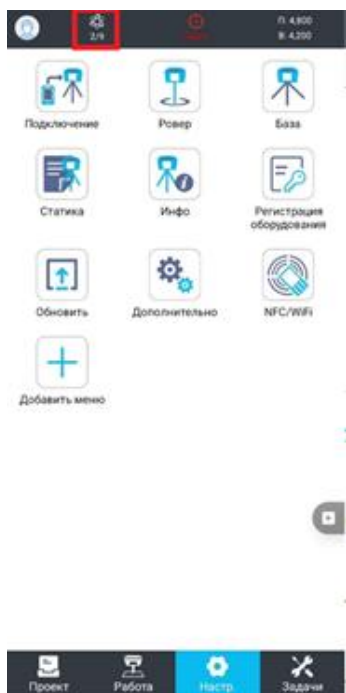 2/9
П: 4,800
В: 4,200
Подключение
Ровер
База
Статика
Инфо
Регистрация
оборудования
Обновить
Дополнительно
NFC/WiFi
Добавить меню
Проект
Работа
Настр
Задачи